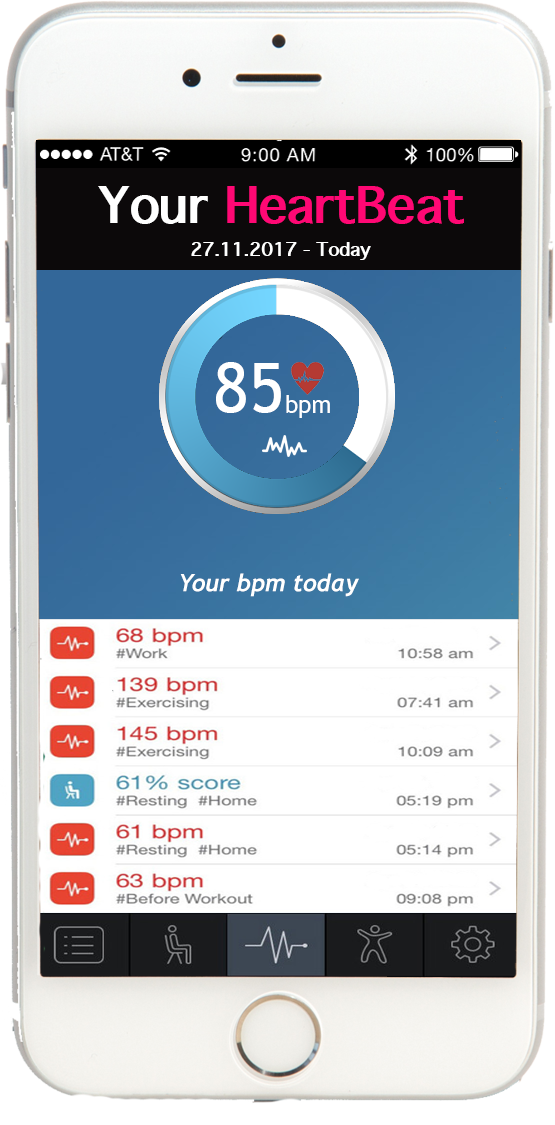 AT&T 9:00 AM 100%
Your HeartBeat
27.11.2017 - Today
85 bpm
Your bpm today
68 bpm
#Work 10:58 am
139 bpm
#Exercising 07:41 am
145 bpm
#Exercising 10:09 am
61% score
#Resting #Home 05:19 pm
61 bpm
#Resting #Home 05:14 pm
63 bpm
#Before Workout 09:08 pm